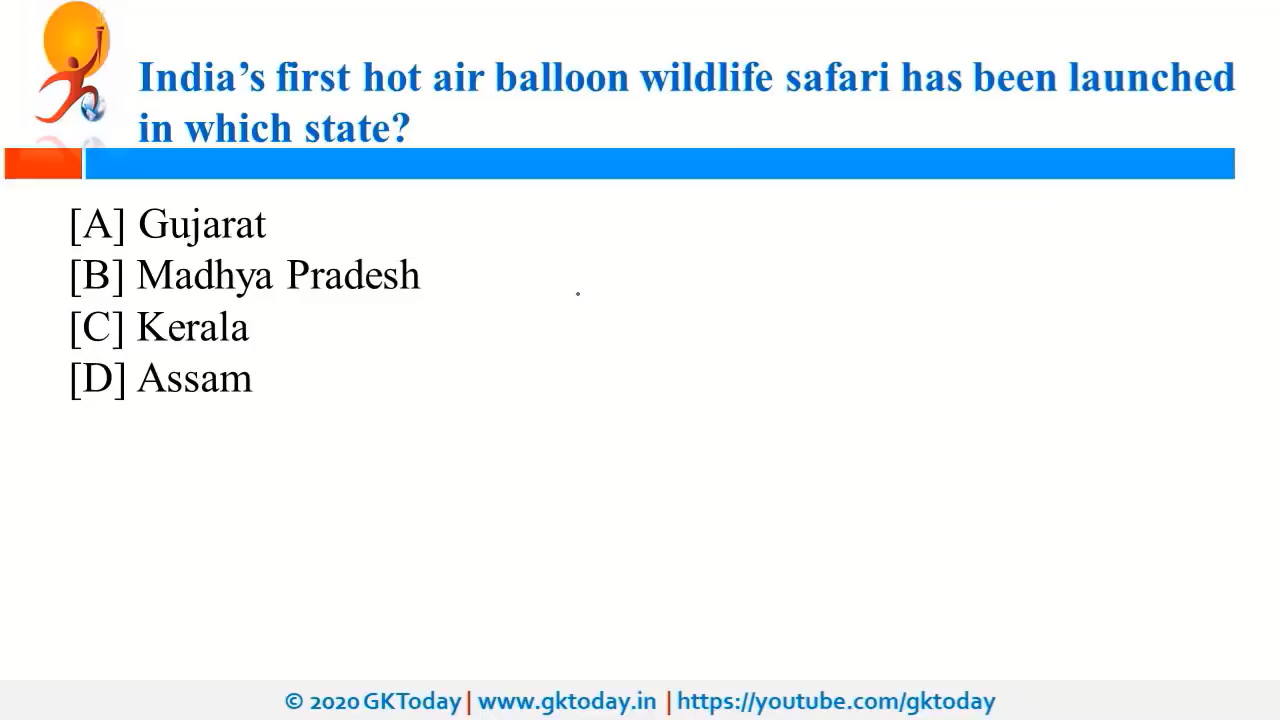 India’s first hot air balloon wildlife safari has been launched
in which state?
[A] Gujarat
[B] Madhya Pradesh
[C] Kerala
[D] Assam
© 2020 GKToday | www.gktoday.in | https://youtube.com/gktoday